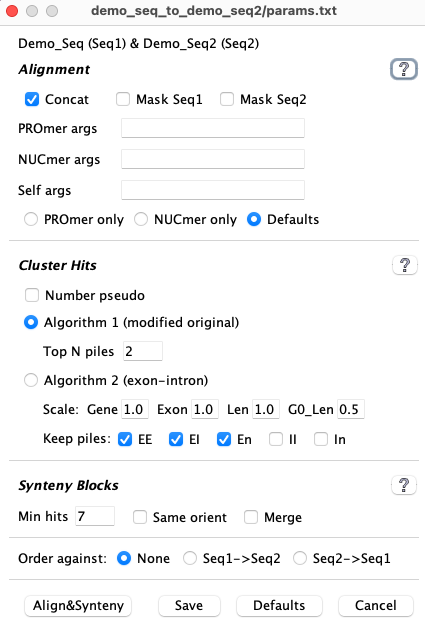 demo_seq_to_demo_seq2/params.txt
Demo_Seq (Seq1) & Demo_Seq2 (Seq2)
Alignment ?
Concat Mask Seq1 Mask Seq2
PROmer args
NUCmer args
Self args
PROmer only NUCmer only Defaults
Cluster Hits ?
Number pseudo
Algorithm 1 (modified original)
Top N piles 2
Algorithm 2 (exon-intron)
Scale: Gene 1.0 Exon 1.0 Len 1.0 G0_Len 0.5
Keep piles: EE EI En II In
Synteny Blocks ?
Min hits 7 Same orient Merge
Order against: None Seq1->Seq2 Seq2->Seq1
Align&Synteny Save Defaults Cancel